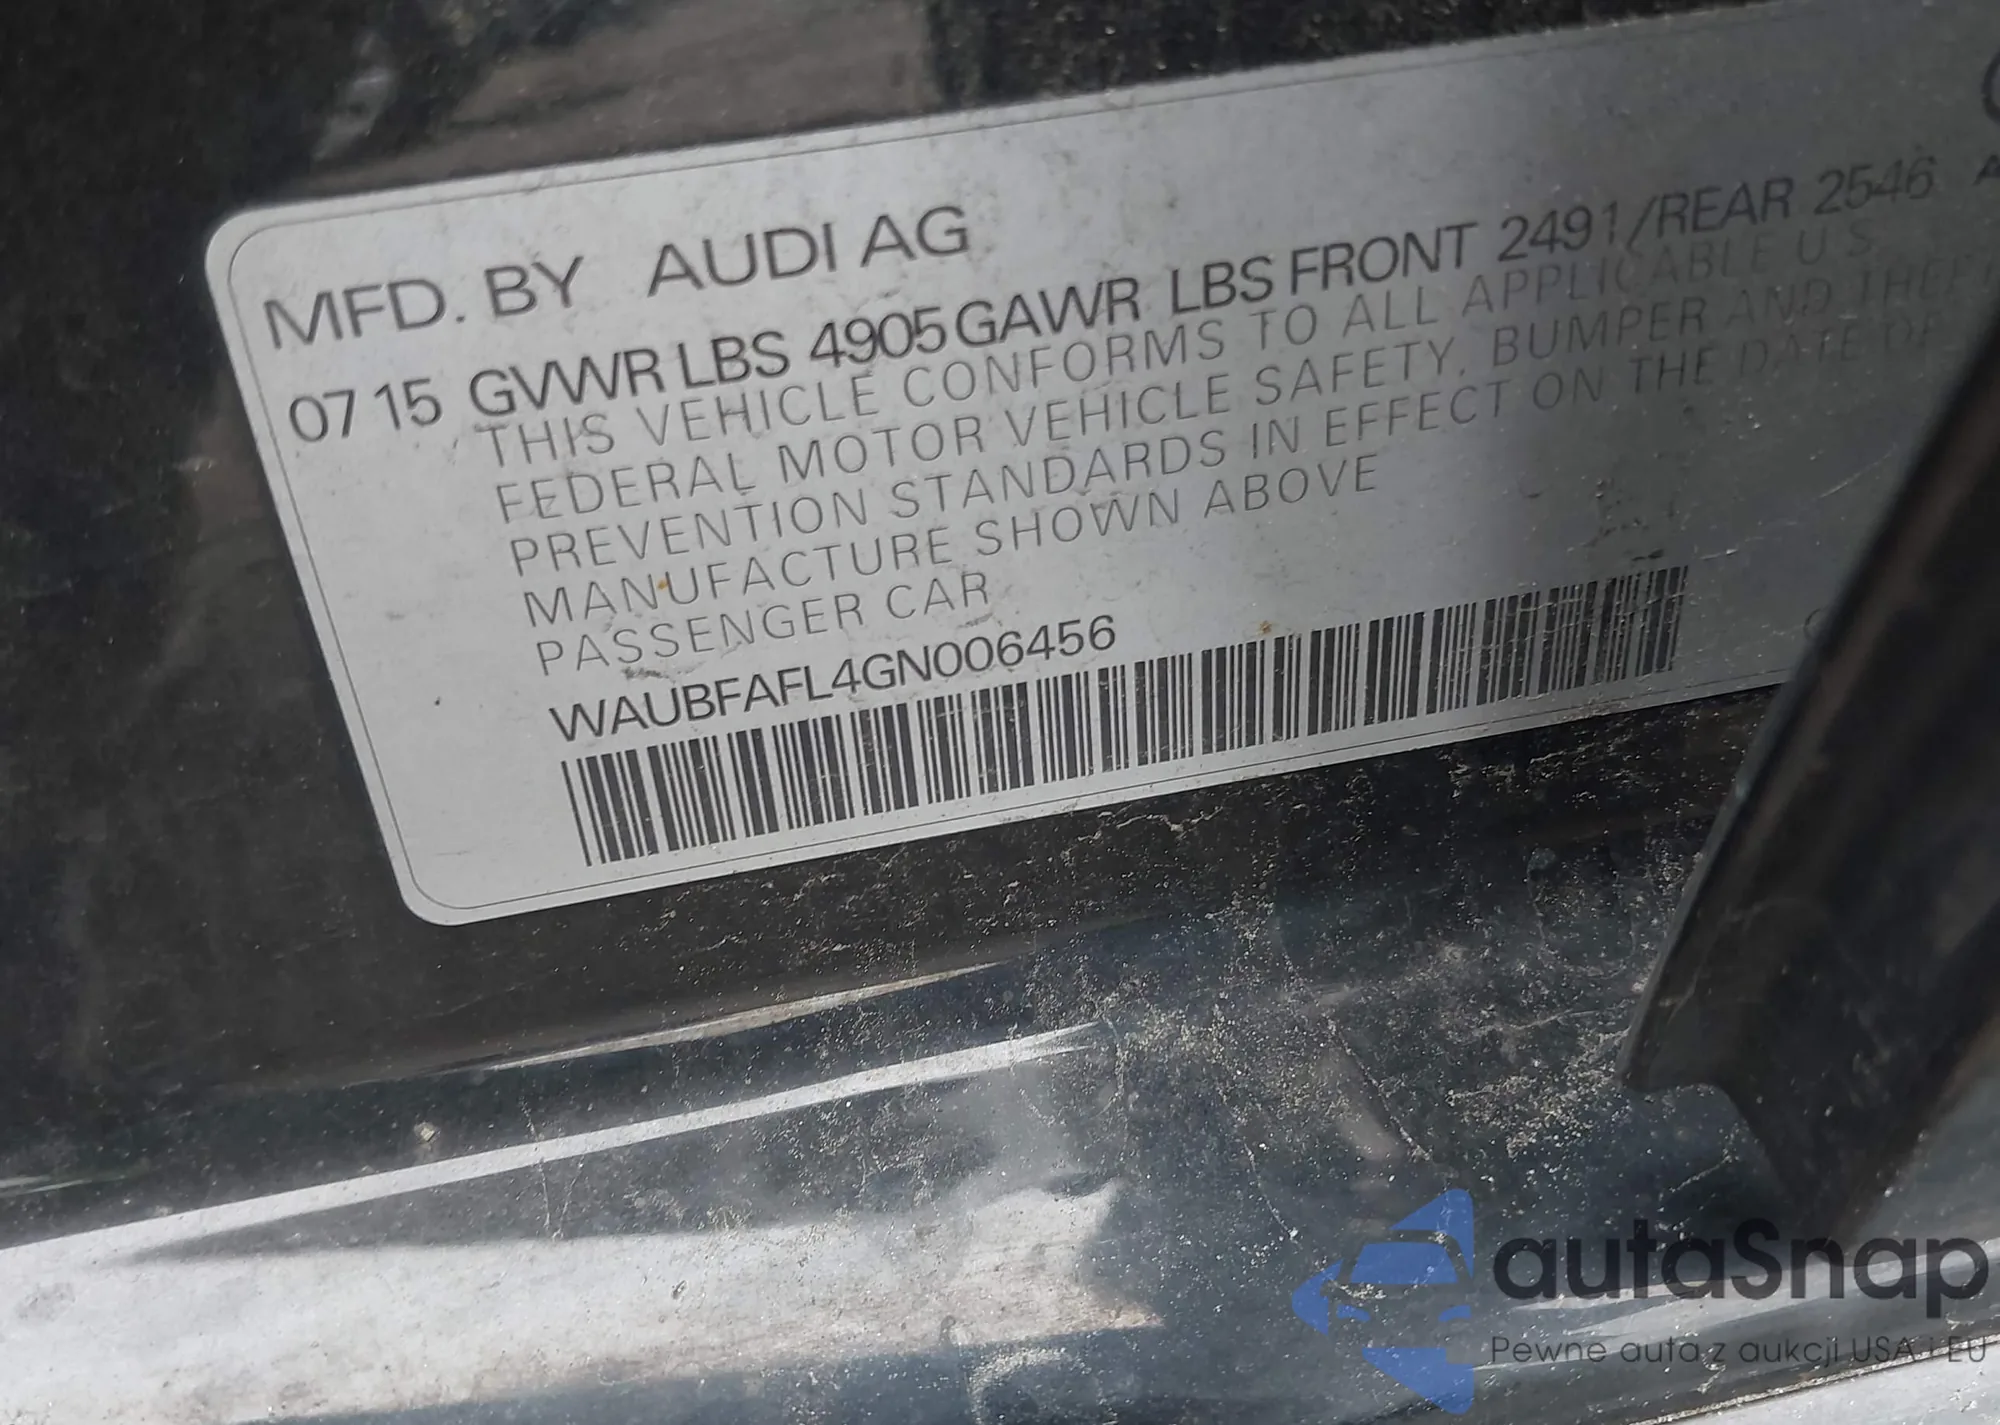 MFD. BY AUDI AG
07 15 GVWR LBS 4905 GAWR LBS FRONT 2491/REAR 2546
THIS VEHICLE CONFORMS TO ALL APPLICABLE U.S.
FEDERAL MOTOR VEHICLE SAFETY, BUMPER AND THEFT
PREVENTION STANDARDS IN EFFECT ON THE DATE OF
MANUFACTURE SHOWN ABOVE
PASSENGER CAR
WAUBFAFL4GN006456
autaSnap
Pewne auta z aukcji USA i EU